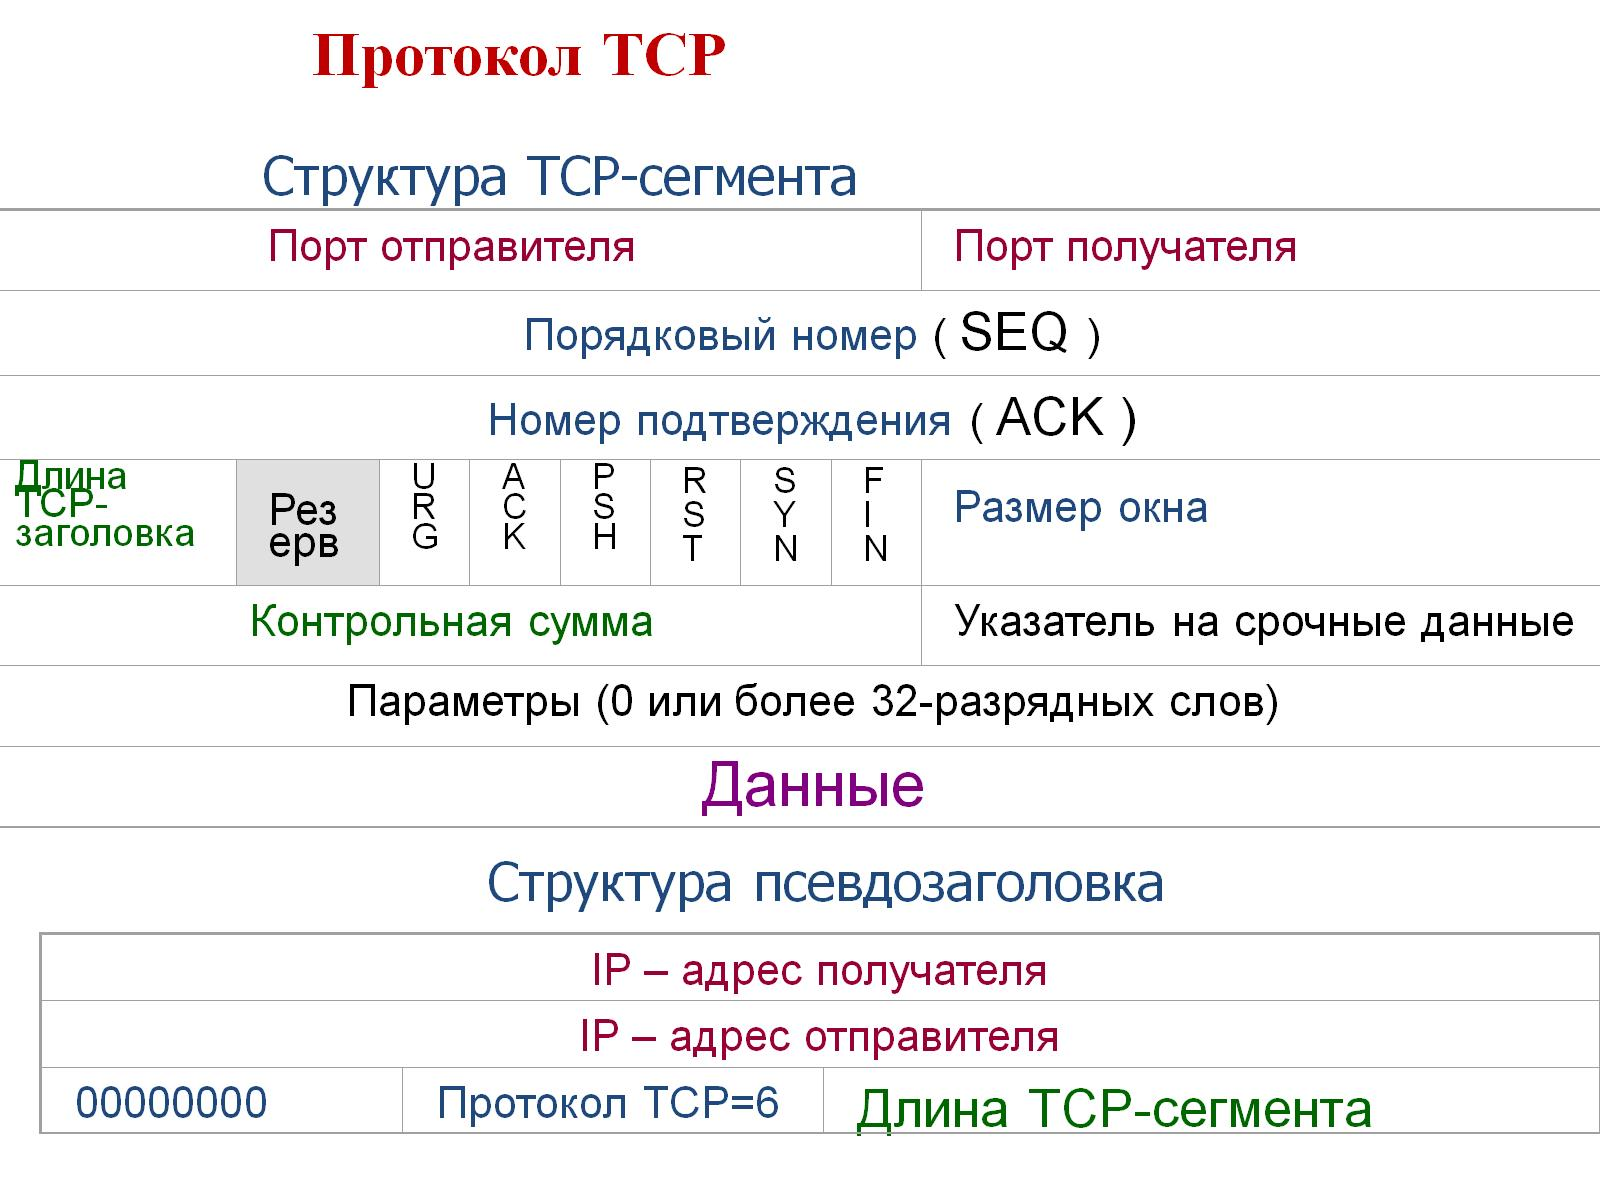 Протокол TCP
Структура TCP-сегмента
Порт отправителя
Порт получателя
Порядковый номер ( SEQ )
Номер подтверждения ( ACK )
Длина
TCP-
заголовка
Рез
ерв
U
R
G
A
C
K
P
S
H
R
S
T
S
Y
N
F
I
N
Размер окна
Контрольная сумма
Указатель на срочные данные
Параметры (0 или более 32-разрядных слов)
Данные
Структура псевдозаголовка
IP – адрес получателя
IP – адрес отправителя
00000000
Протокол TCP=6
Длина TCP-сегмента